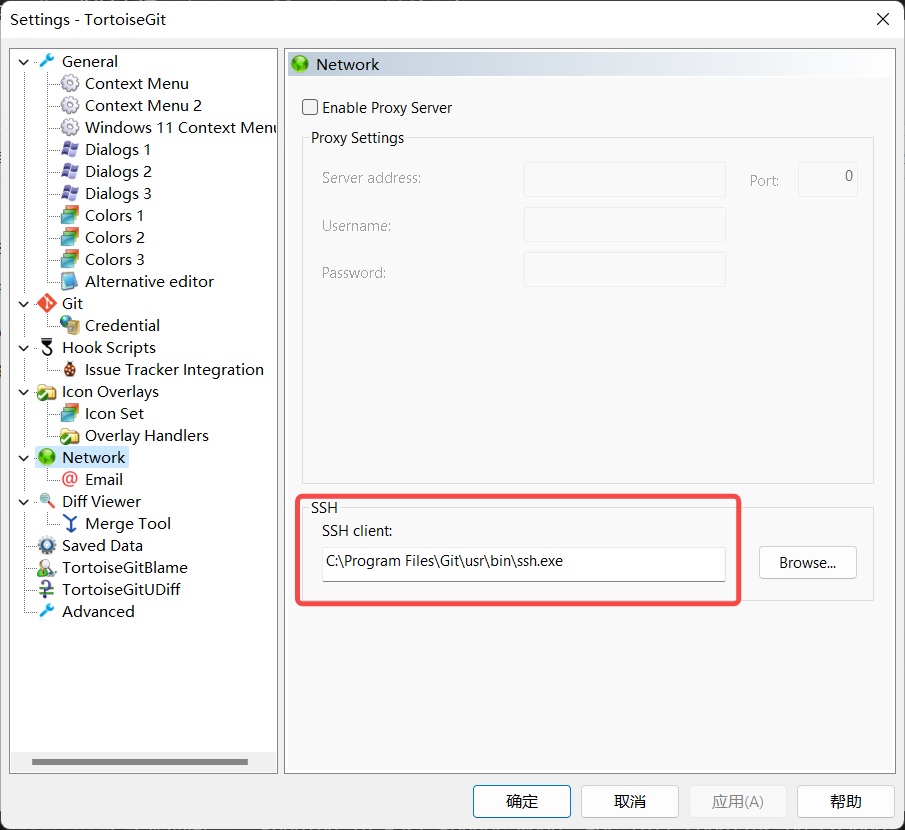 Settings - TortoiseGit
General
Context Menu
Context Menu 2
Windows 11 Context Menu
Dialogs 1
Dialogs 2
Dialogs 3
Colors 1
Colors 2
Colors 3
Alternative editor
Git
Credential
Hook Scripts
Issue Tracker Integration
Icon Overlays
Icon Set
Overlay Handlers
Network
Email
Diff Viewer
Merge Tool
Saved Data
TortoiseGitBlame
TortoiseGitUDiff
Advanced
Network
Enable Proxy Server
Proxy Settings
Server address:
Port: 0
Username:
Password:
SSH
SSH client:
C:\Program Files\Git\usr\bin\ssh.exe
Browse...
确定 取消 应用(A) 帮助